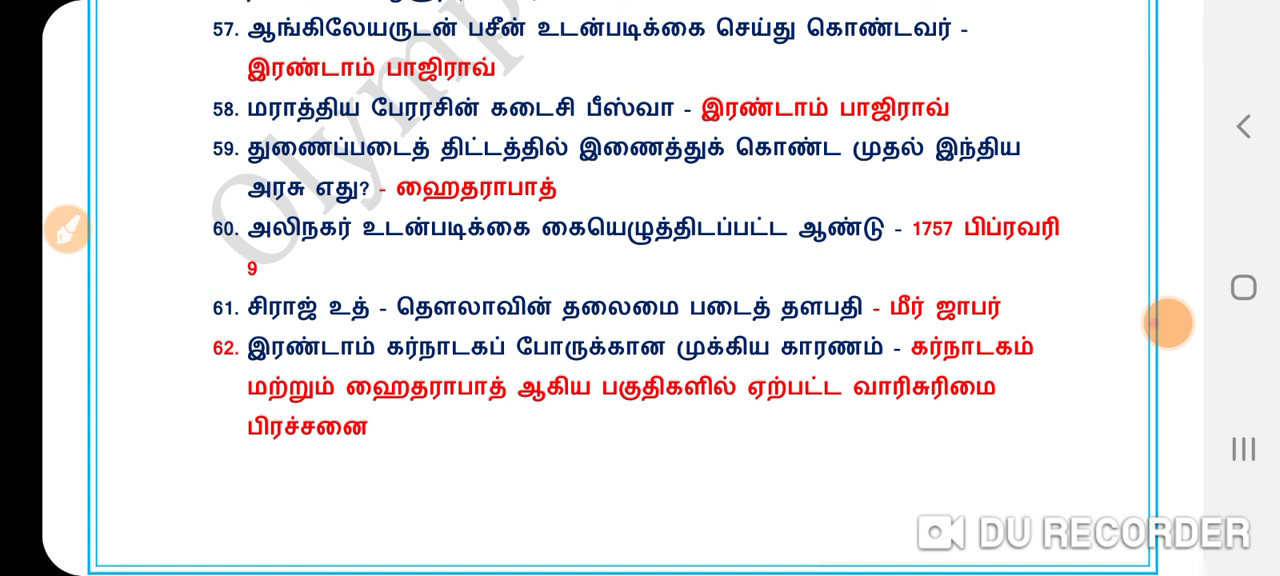 57. ஆங்கிலேயருடன் பசீன் உடன்படிக்கை செய்து கொண்டவர் -
இரண்டாம் பாஜிராவ்
58. மராத்திய பேரரசின் கடைசி பீஸ்வா - இரண்டாம் பாஜிராவ்
59. துணைப்படைத் திட்டத்தில் இணைத்துக் கொண்ட முதல் இந்திய
அரசு எது? - ஹைதராபாத்
60. அலிநகர் உடன்படிக்கை கையெழுத்திடப்பட்ட ஆண்டு - 1757 பிப்ரவரி
9
61. சிராஜ் உத் - தௌலாவின் தலைமை படைத் தளபதி - மீர் ஜாபர்
62. இரண்டாம் கர்நாடகப் போருக்கான முக்கிய காரணம் - கர்நாடகம்
மற்றும் ஹைதராபாத் ஆகிய பகுதிகளில் ஏற்பட்ட வாரிசுரிமை
பிரச்சனை
DU RECORDER